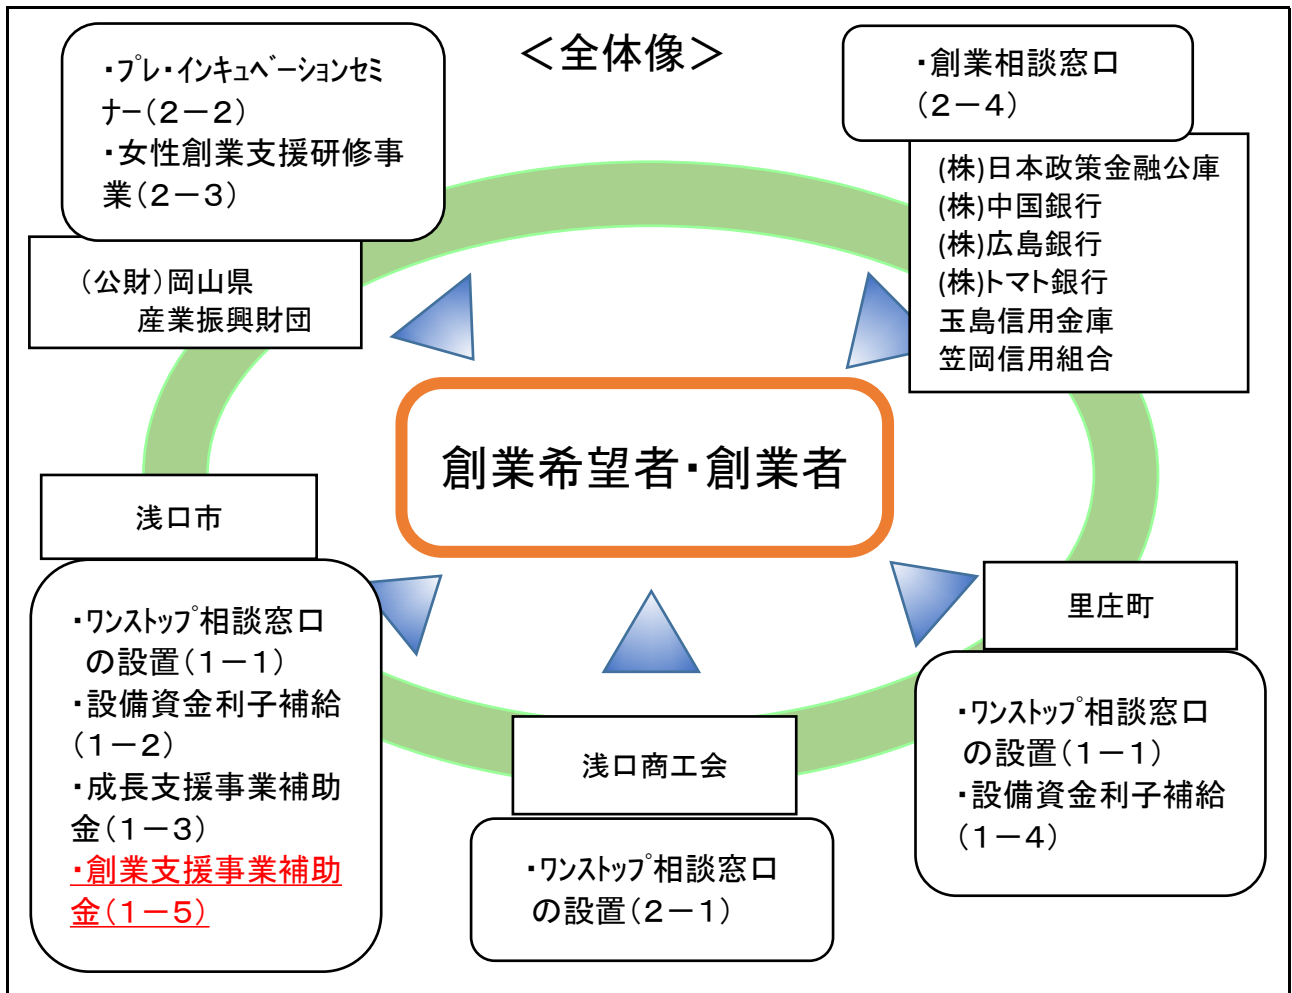 ＜全体像＞
・プレ・インキュベーションセミ
ナー（２－２）
・女性創業支援研修事
業（２－３）
（公財）岡山県
産業振興財団
・創業相談窓口
（２－４）
(株)日本政策金融公庫
(株)中国銀行
(株)広島銀行
(株)トマト銀行
玉島信用金庫
笠岡信用組合
創業希望者・創業者
浅口市
・ワンストップ相談窓口
の設置（１－１）
・設備資金利子補給
（１－２）
・成長支援事業補助
金（１－３）
・創業支援事業補助
金（１－５）
浅口商工会
・ワンストップ相談窓口
の設置（２－１）
里庄町
・ワンストップ相談窓口
の設置（１－１）
・設備資金利子補給
（１－４）